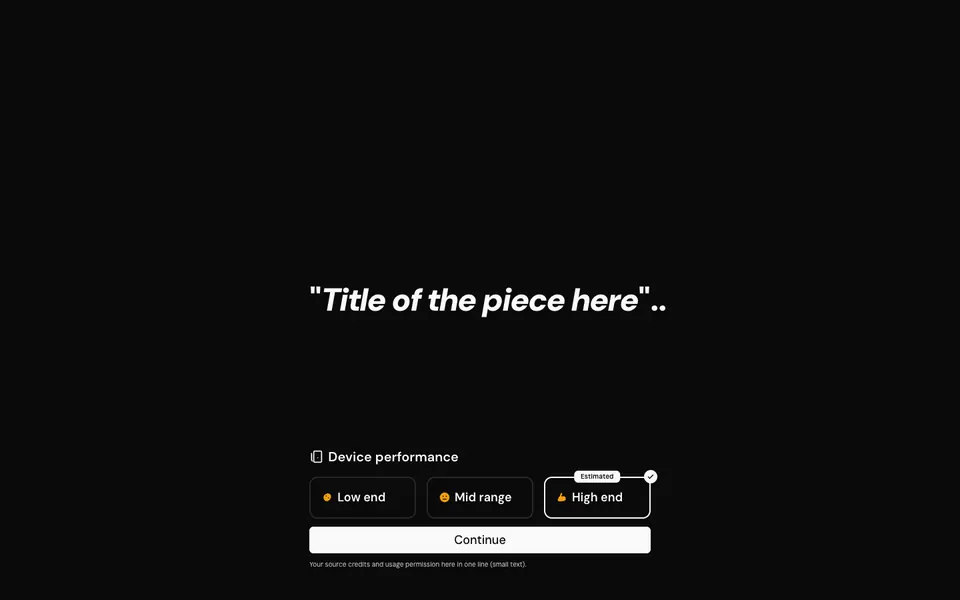 "Title of the piece here"..
Device performance
Estimated
Low end
Mid range
High end
Continue
Your source credits and usage permission here in one line (small text).